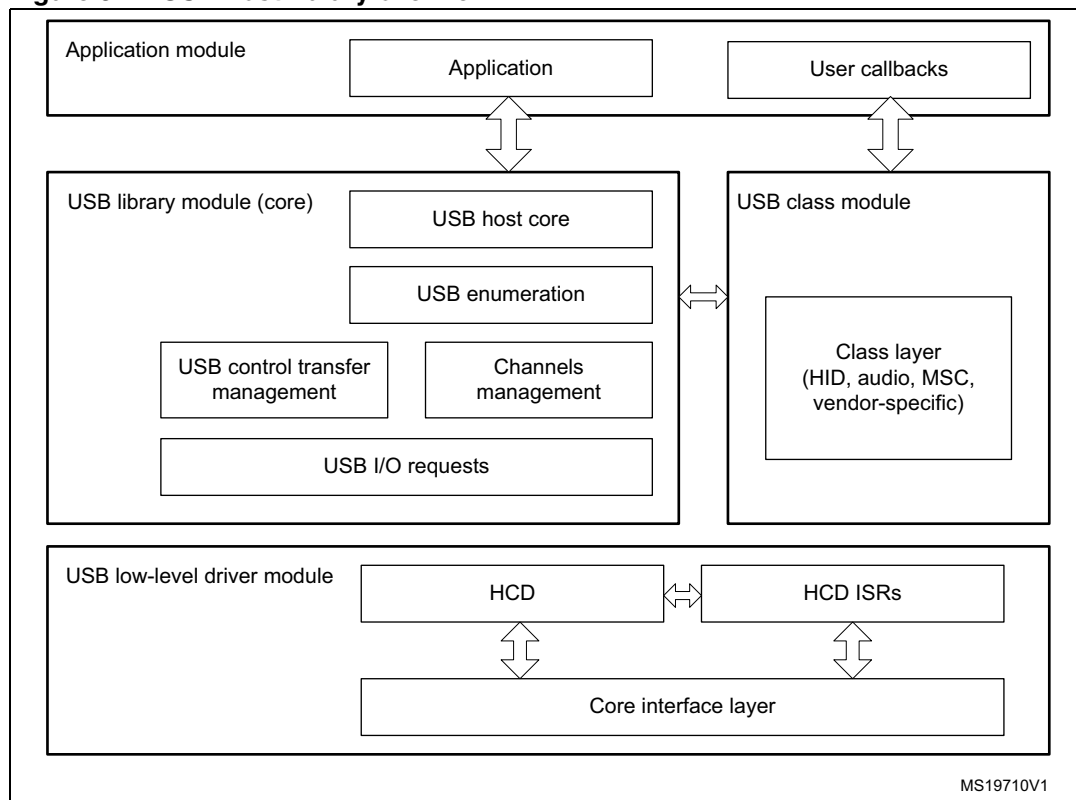 Application module
Application
User callbacks
USB library module (core)
USB host core
USB enumeration
USB control transfer
management
Channels
management
USB I/O requests
USB class module
Class layer
(HID, audio, MSC,
vendor-specific)
USB low-level driver module
HCD
HCD ISRs
Core interface layer
MS19710V1